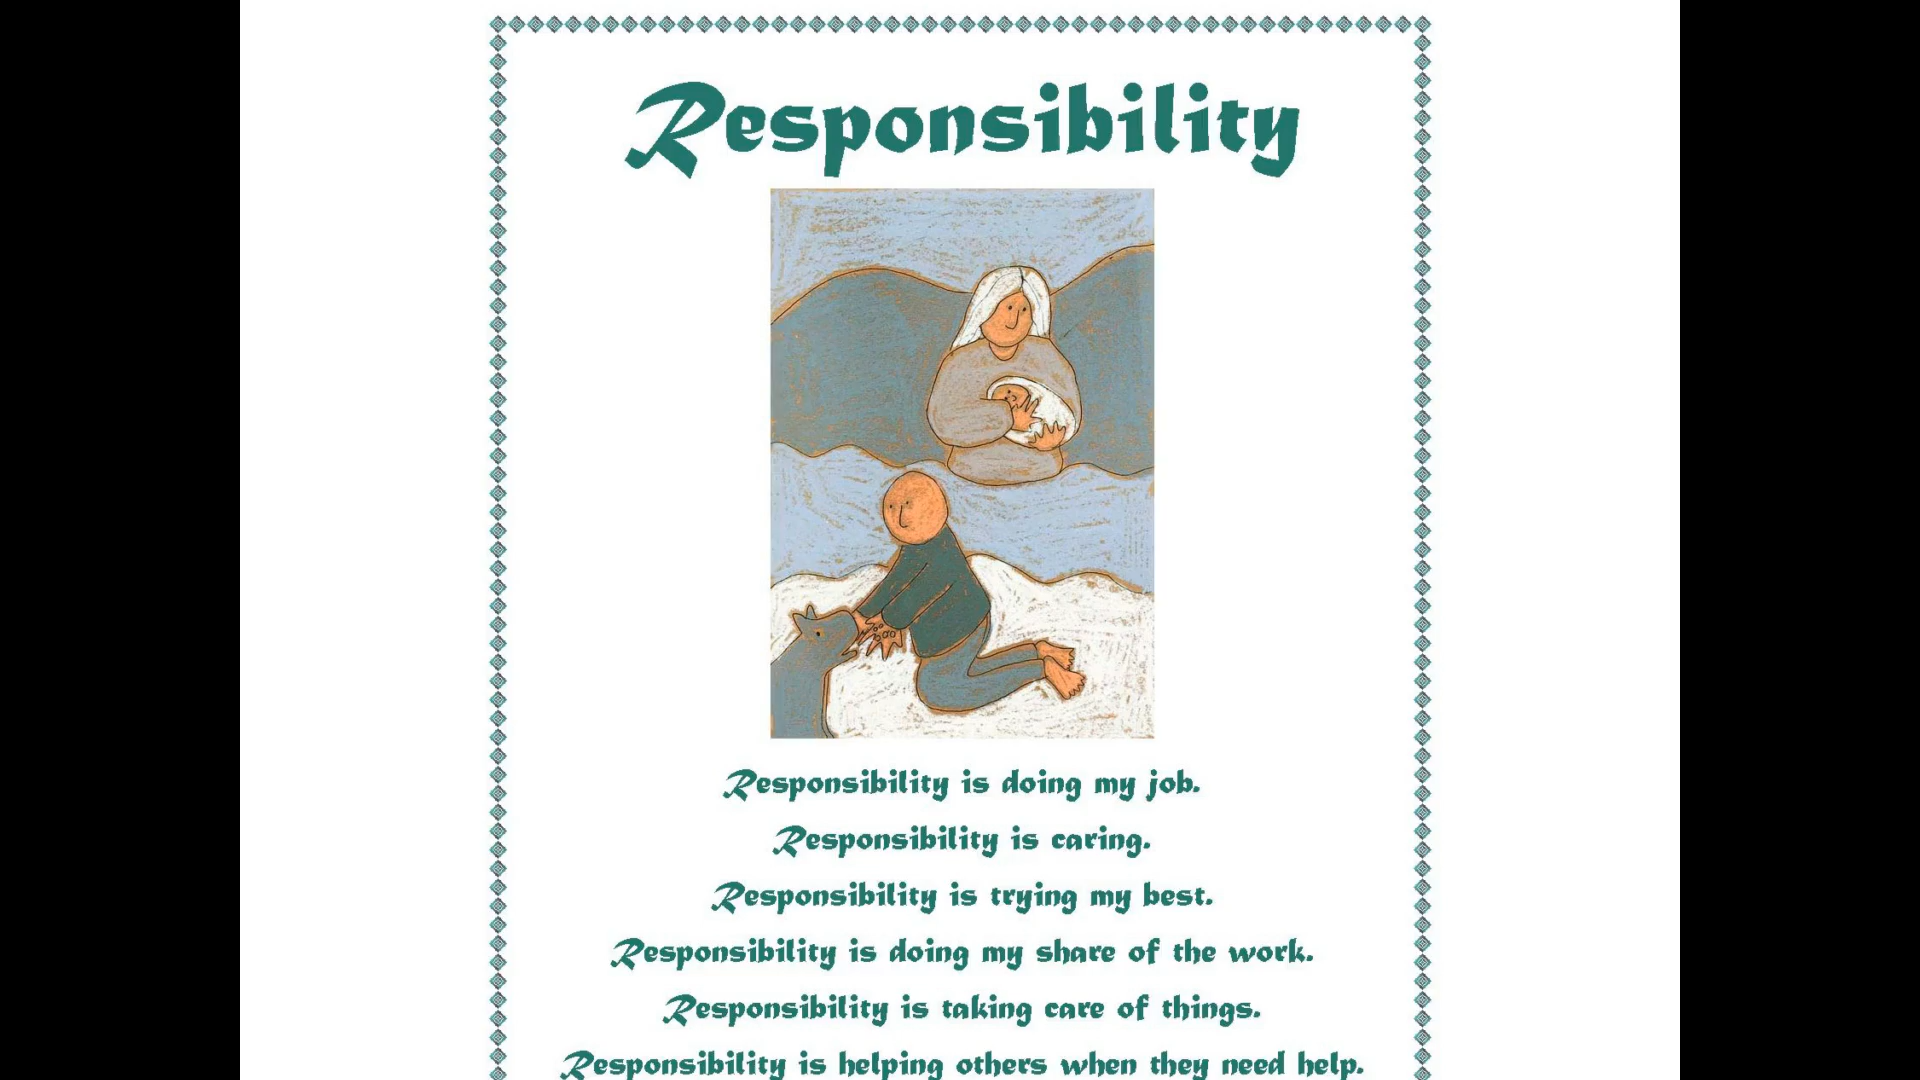 Responsibility
Responsibility is doing my job.
Responsibility is caring.
Responsibility is trying my best.
Responsibility is doing my share of the work.
Responsibility is taking care of things.
Responsibility is helping others when they need help.